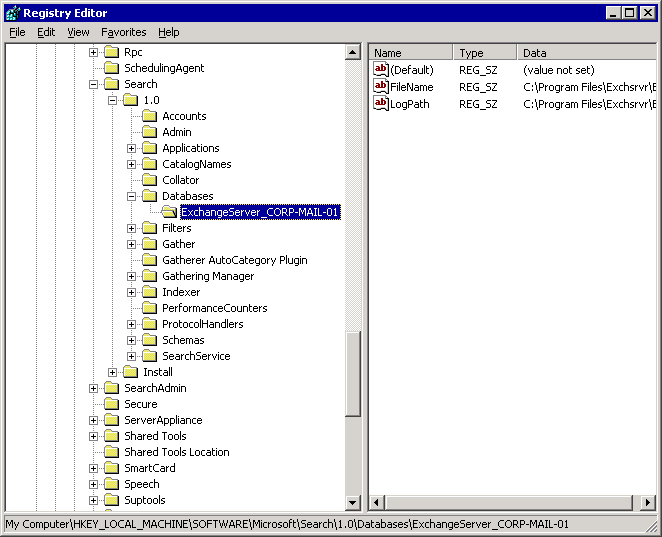 Registry Editor
File Edit View Favorites Help
Rpc
SchedulingAgent
Search
1.0
Accounts
Admin
Applications
CatalogNames
Collator
Databases
ExchangeServer_CORP-MAIL-01
Filters
Gather
Gatherer AutoCategory Plugin
Gathering Manager
Indexer
PerformanceCounters
ProtocolHandlers
Schemas
SearchService
Install
SearchAdmin
Secure
ServerAppliance
Shared Tools
Shared Tools Location
SmartCard
Speech
Suptools
Name Type Data
ab (Default) REG_SZ (value not set)
ab FileName REG_SZ C:\Program Files\Exchsrvr\E
ab LogPath REG_SZ C:\Program Files\Exchsrvr\E
My Computer\HKEY_LOCAL_MACHINE\SOFTWARE\Microsoft\Search\1.0\Databases\ExchangeServer_CORP-MAIL-01